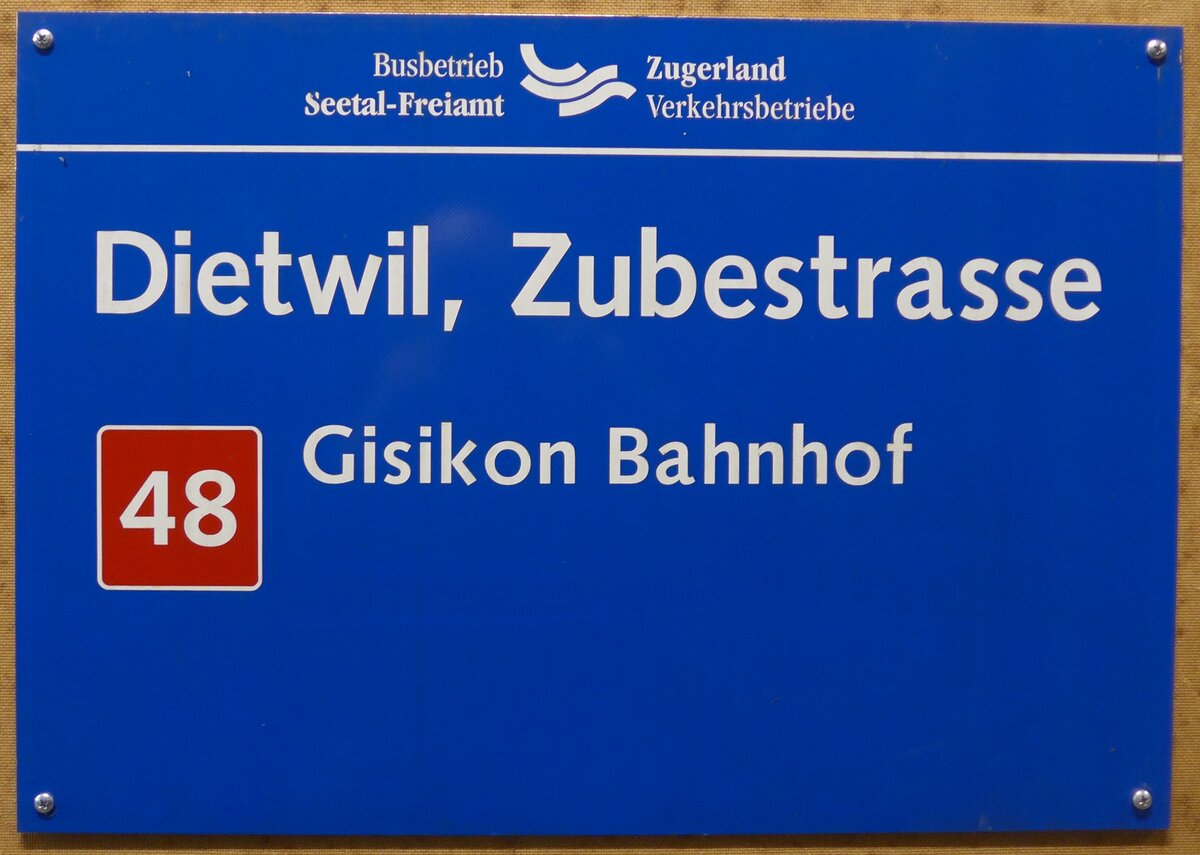 Busbetrieb
Seetal-Freiamt
Zugerland
Verkehrsbetriebe
Dietwil, Zubestrasse
48 Gisikon Bahnhof